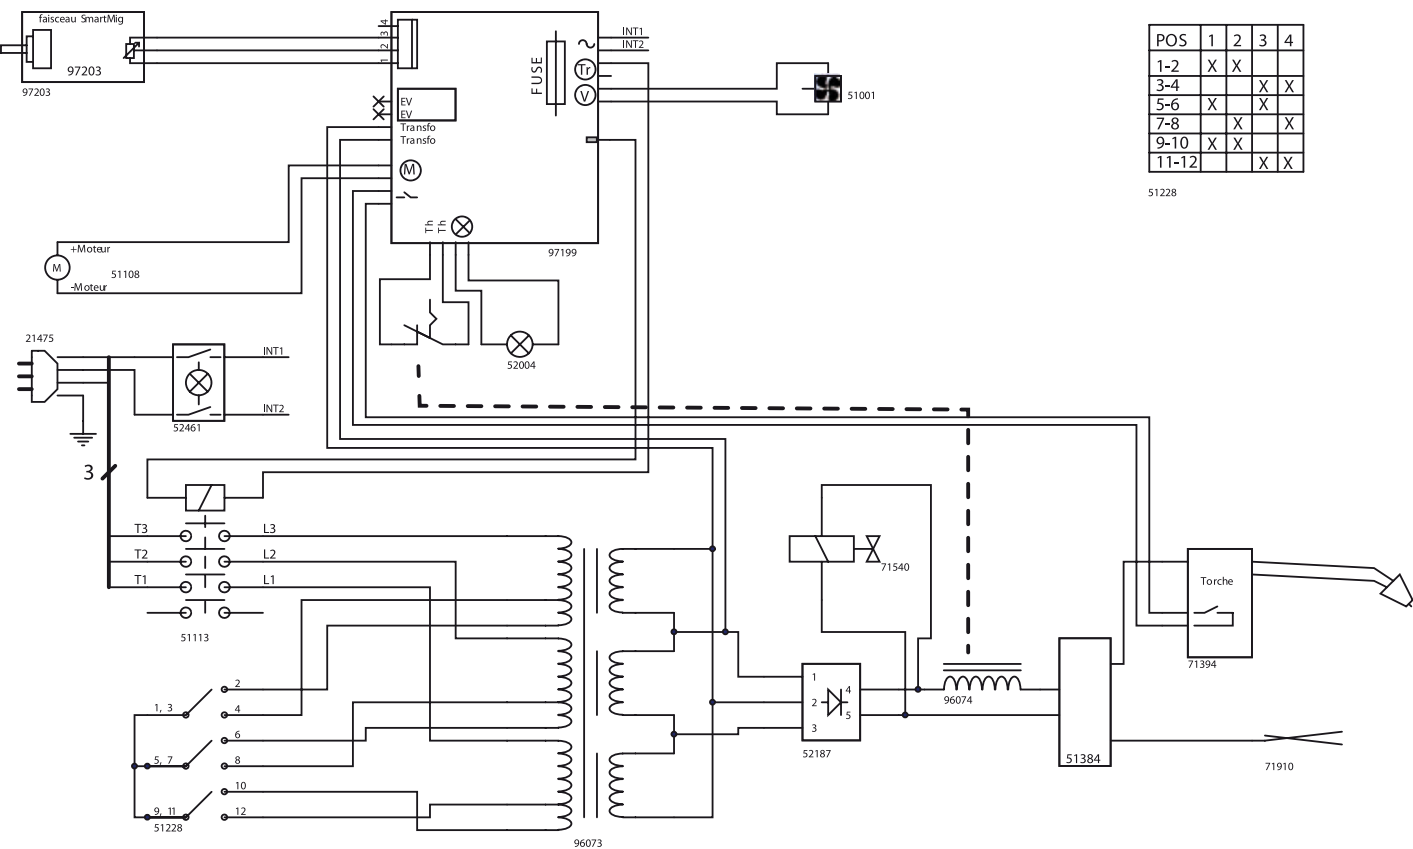 faisceau SmartMig
97203
97203
4
3
2
1
INT1
INT2
FUSE
Tr
V
EV
EV
Transfo
Transfo
M
Th
Th
97199
51001
POS 1 2 3 4
1-2 X X
3-4 X X
5-6 X X
7-8 X X
9-10 X X
11-12 X X
51228
+Moteur
M
51108
-Moteur
21475
INT1
INT2
52461
52004
3
T3 L3
T2 L2
T1 L1
51113
2
1, 3
4
6
5, 7
8
10
9, 11
12
51228
96073
71540
1
2
3
4
5
52187
96074
51384
Torche
71394
71910